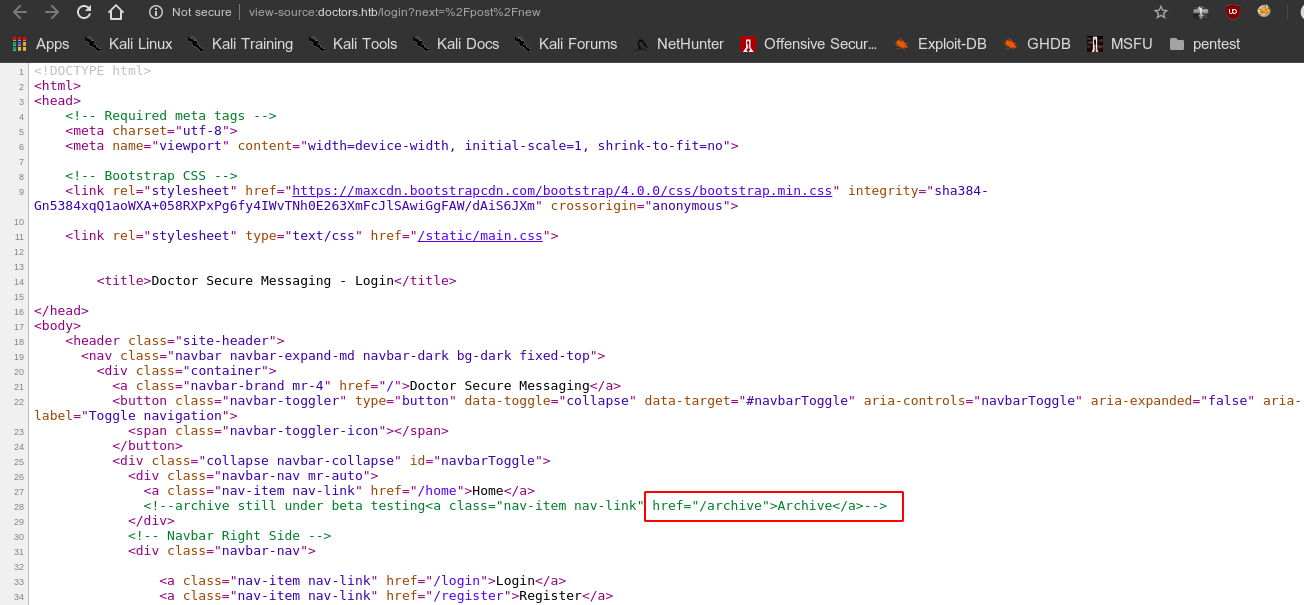 Not secure | view-source:doctors.htb/login?next=%2Fpost%2Fnew
Apps Kali Linux Kali Training Kali Tools Kali Docs Kali Forums NetHunter Offensive Secur... Exploit-DB GHDB MSFU pentest
1 <!DOCTYPE html>
2 <html>
3 <head>
4     <!-- Required meta tags -->
5     <meta charset="utf-8">
6     <meta name="viewport" content="width=device-width, initial-scale=1, shrink-to-fit=no">
7
8     <!-- Bootstrap CSS -->
9     <link rel="stylesheet" href="https://maxcdn.bootstrapcdn.com/bootstrap/4.0.0/css/bootstrap.min.css" integrity="sha384-
Gn5384xqQ1aoWXA+058RXPxPg6fy4IWvTNh0E263XmFcJlSAwiGgFAW/dAiS6JXm" crossorigin="anonymous">
10
11     <link rel="stylesheet" type="text/css" href="/static/main.css">
12
13
14         <title>Doctor Secure Messaging - Login</title>
15
16 </head>
17 <body>
18     <header class="site-header">
19       <nav class="navbar navbar-expand-md navbar-dark bg-dark fixed-top">
20         <div class="container">
21           <a class="navbar-brand mr-4" href="/">Doctor Secure Messaging</a>
22           <button class="navbar-toggler" type="button" data-toggle="collapse" data-target="#navbarToggle" aria-controls="navbarToggle" aria-expanded="false" aria-
label="Toggle navigation">
23             <span class="navbar-toggler-icon"></span>
24           </button>
25           <div class="collapse navbar-collapse" id="navbarToggle">
26             <div class="navbar-nav mr-auto">
27               <a class="nav-item nav-link" href="/home">Home</a>
28               <!--archive still under beta testing<a class="nav-item nav-link" href="/archive">Archive</a>-->
29             </div>
30             <!-- Navbar Right Side -->
31             <div class="navbar-nav">
32
33                 <a class="nav-item nav-link" href="/login">Login</a>
34                 <a class="nav-item nav-link" href="/register">Register</a>